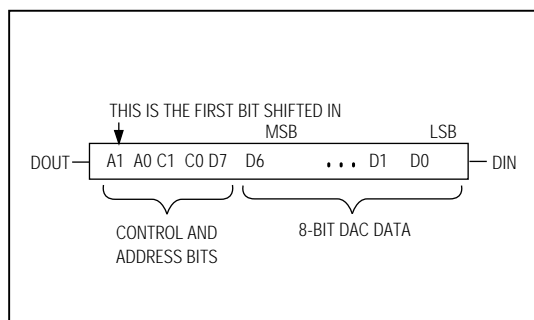 THIS IS THE FIRST BIT SHIFTED IN
MSB LSB
DOUT A1 A0 C1 C0 D7 D6 ... D1 D0 DIN
CONTROL AND
ADDRESS BITS
8-BIT DAC DATA